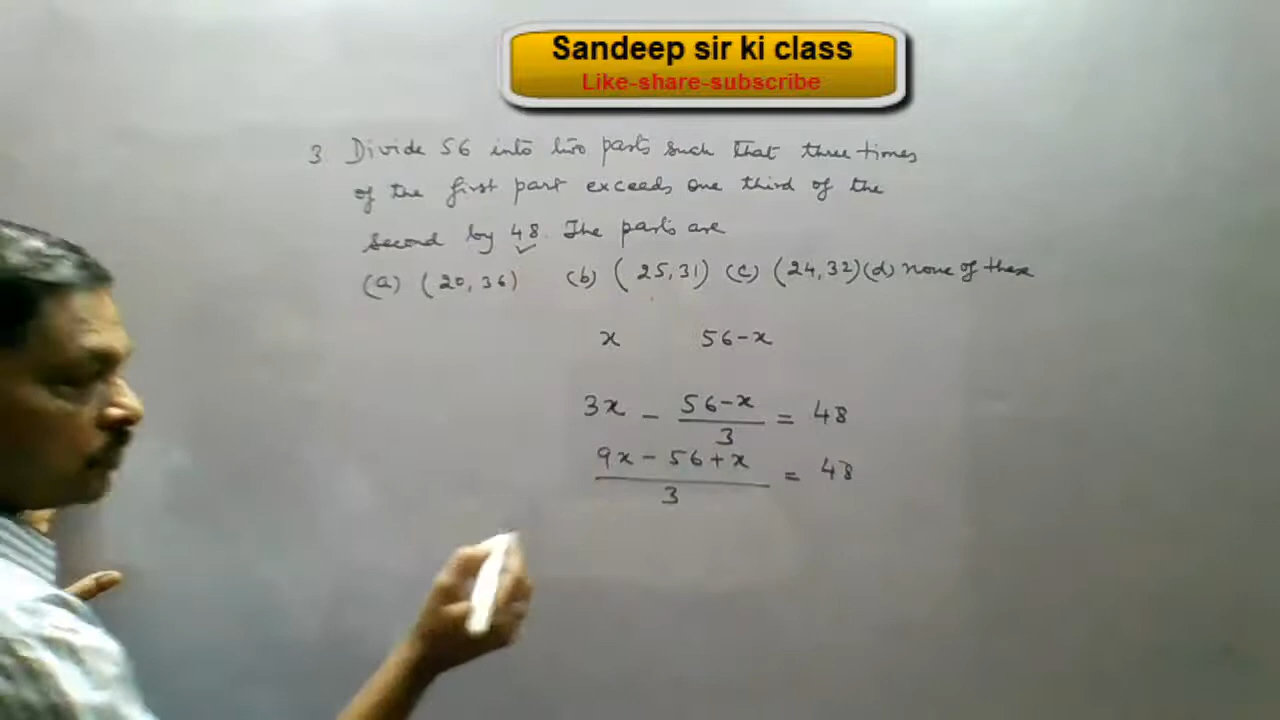 Sandeep sir ki class
Like-share-subscribe
3 Divide 56 into two parts such that three times
of the first part exceeds one third of the
second by 48. The parts are
(a) (20, 36) (b) (25, 31) (c) (24, 32) (d) none of these
x 56-x
3x - (56-x)/3 = 48
(9x - 56 + x)/3 = 48